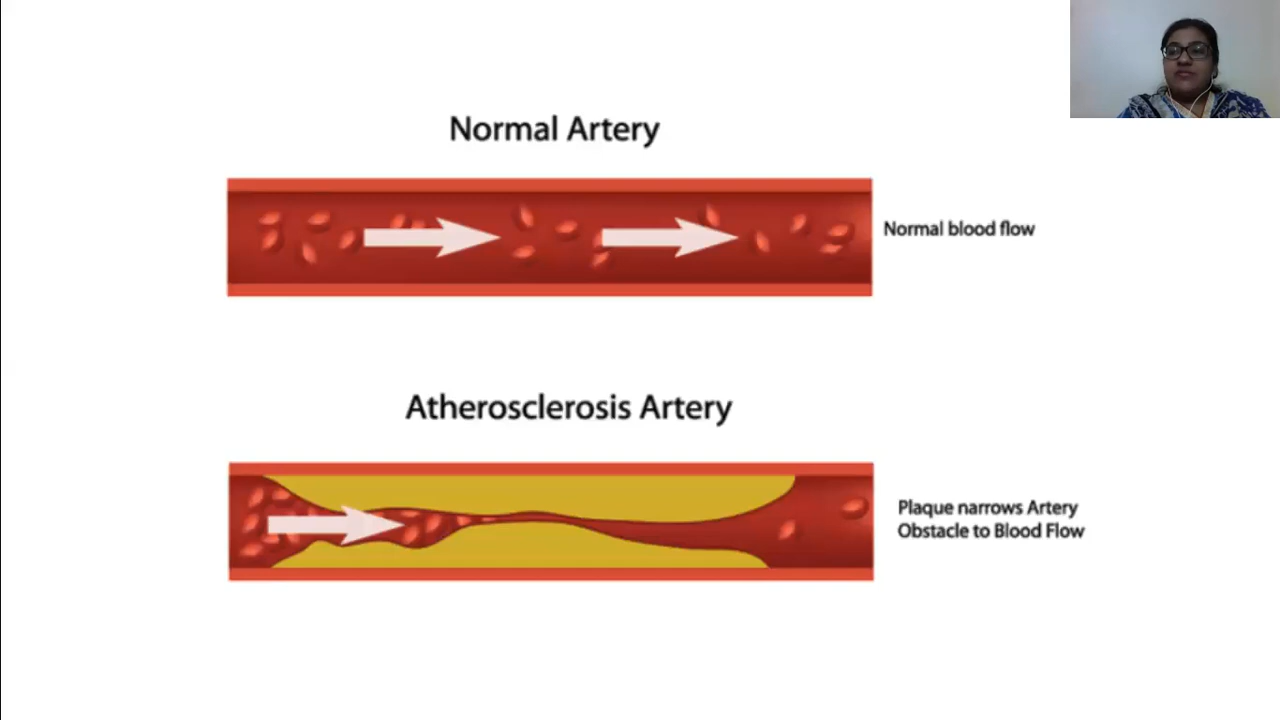 Normal Artery
Normal blood flow
Atherosclerosis Artery
Plaque narrows Artery
Obstacle to Blood Flow